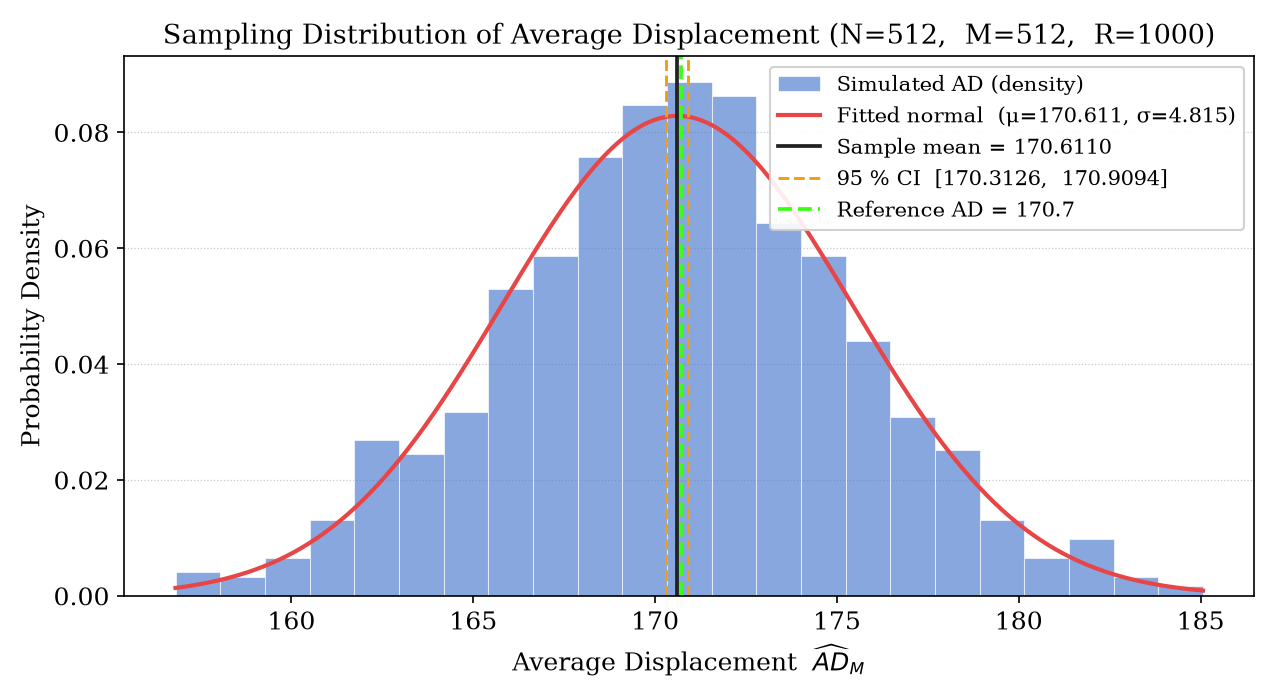 Sampling Distribution of Average Displacement (N=512,  M=512,  R=1000)
Simulated AD (density)
Fitted normal  (μ=170.611, σ=4.815)
Sample mean = 170.6110
95 % CI  [170.3126,  170.9094]
Reference AD = 170.7
Probability Density
0.08
0.06
0.04
0.02
0.00
160
165
170
175
180
185
Average Displacement  $\widehat{AD}_M$